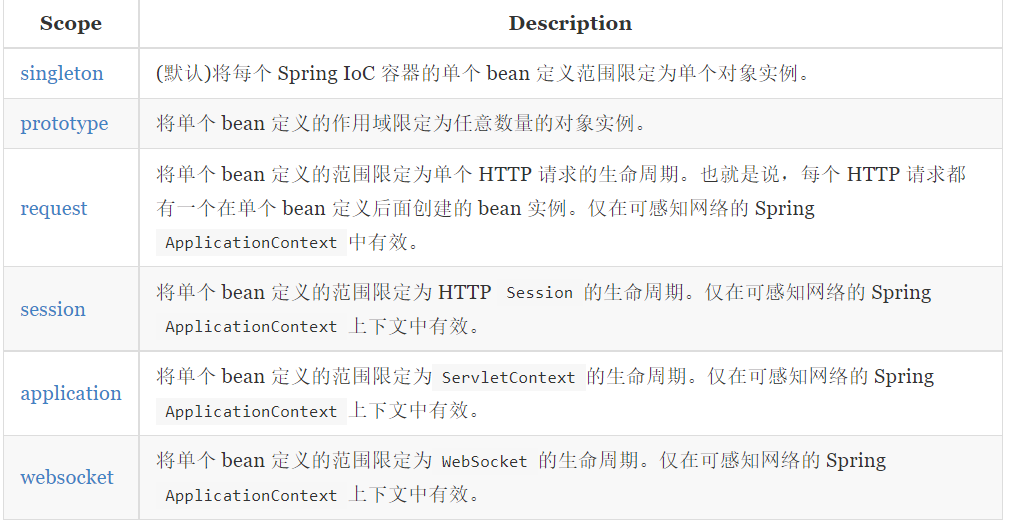 Scope Description
singleton (默认)将每个 Spring IoC 容器的单个 bean 定义范围限定为单个对象实例。
prototype 将单个 bean 定义的作用域限定为任意数量的对象实例。
将单个 bean 定义的范围限定为单个 HTTP 请求的生命周期。也就是说，每个 HTTP 请求都
request 有一个在单个 bean 定义后面创建的 bean 实例。仅在可感知网络的 Spring
ApplicationContext 中有效。
session 将单个 bean 定义的范围限定为 HTTP Session 的生命周期。仅在可感知网络的 Spring
ApplicationContext 上下文中有效。
application 将单个 bean 定义的范围限定为 ServletContext 的生命周期。仅在可感知网络的 Spring
ApplicationContext 上下文中有效。
websocket 将单个 bean 定义的范围限定为 WebSocket 的生命周期。仅在可感知网络的 Spring
ApplicationContext 上下文中有效。